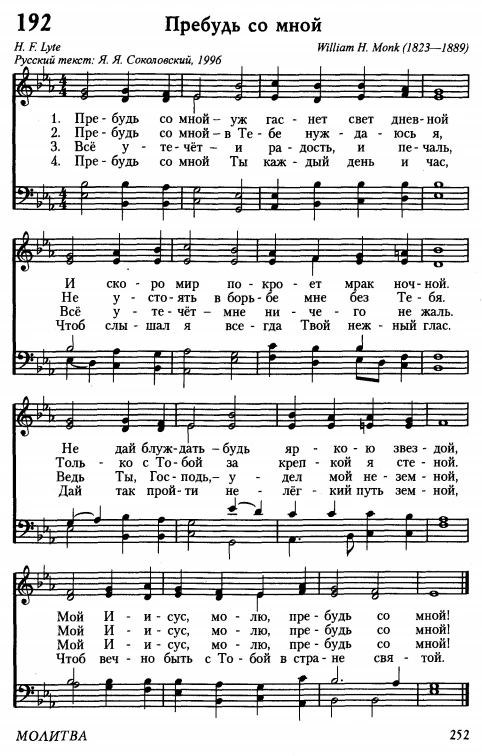 192 Пребудь со мной
H. F. Lyte William H. Monk (1823—1889)
Русский текст: Я. Я. Соколовский, 1996
1. Пре-будь со мной – уж гас - нет свет днев-ной
2. Пре-будь со мной – в Те - бе нуж - да - юсь я,
3. Всё у - те-чёт – и ра - дость, и пе - чаль,
4. Пре-будь со мной Ты каж - дый день и час,
И ско - ро мир по - кро - ет мрак ноч-ной.
Не у - сто-ять в борь - бе мне без Те - бя.
Всё у - те-чёт – мне ни - че - го не жаль.
Чтоб слы - шал я все - гда Твой неж - ный глас.
Не дай блуж-дать – будь яр - ко - ю звез - дой,
Толь - ко с То-бой за креп - кой я сте - ной.
Ведь Ты, Гос - подь, – у - дел мой не - зем - ной,
Дай так прой-ти не - лёг - кий путь зем - ной,
Мой И - и - сус, мо - лю, пре - будь со мной!
Мой И - и - сус, мо - лю, пре - будь со мной!
Мой И - и - сус, мо - лю, пре - будь со мной!
Чтоб веч - но быть с То - бой в стра - не свя - той.
МОЛИТВА 252